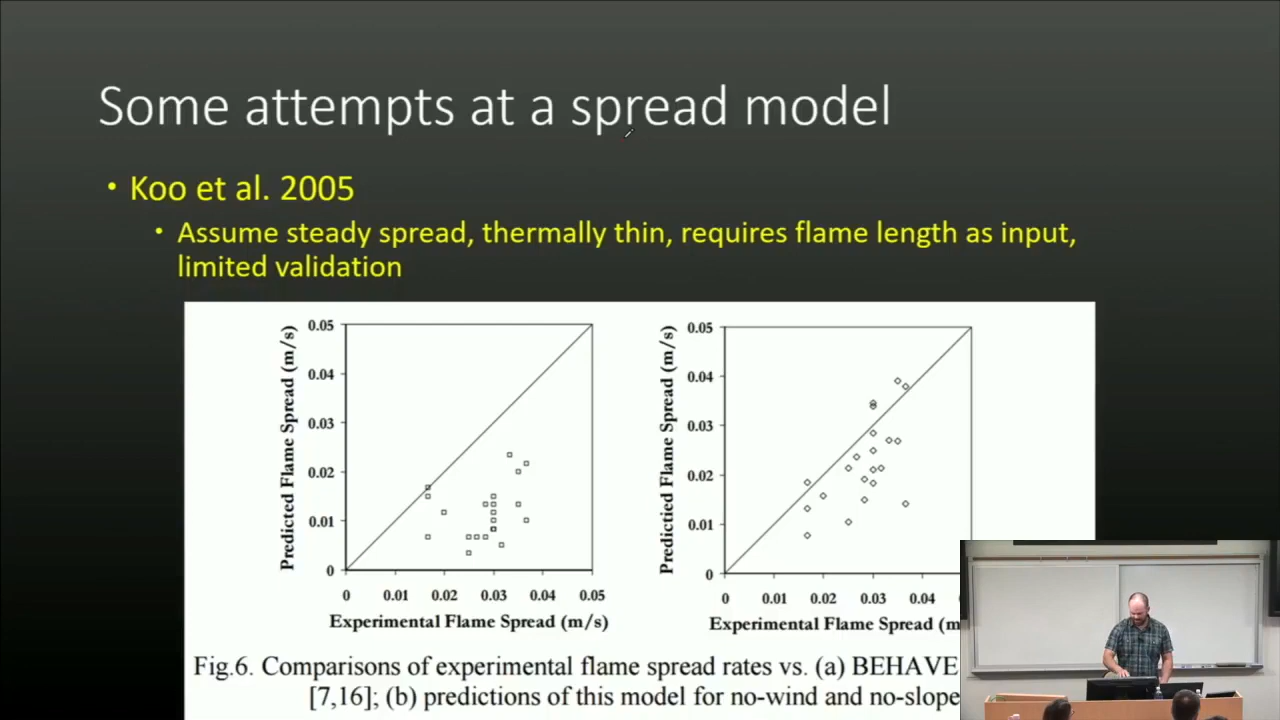 Some attempts at a spread model
• Koo et al. 2005
• Assume steady spread, thermally thin, requires flame length as input,
limited validation
Predicted Flame Spread (m/s)
0.05
0.04
0.03
0.02
0.01
0
0 0.01 0.02 0.03 0.04 0.05
Experimental Flame Spread (m/s)
Predictied Flame Spread (m/s)
0.05
0.04
0.03
0.02
0.01
0
0 0.01 0.02 0.03 0.04
Experimental Flame Spread (m
Fig.6. Comparisons of experimental flame spread rates vs. (a) BEHAVE
[7,16]; (b) predictions of this model for no-wind and no-slope